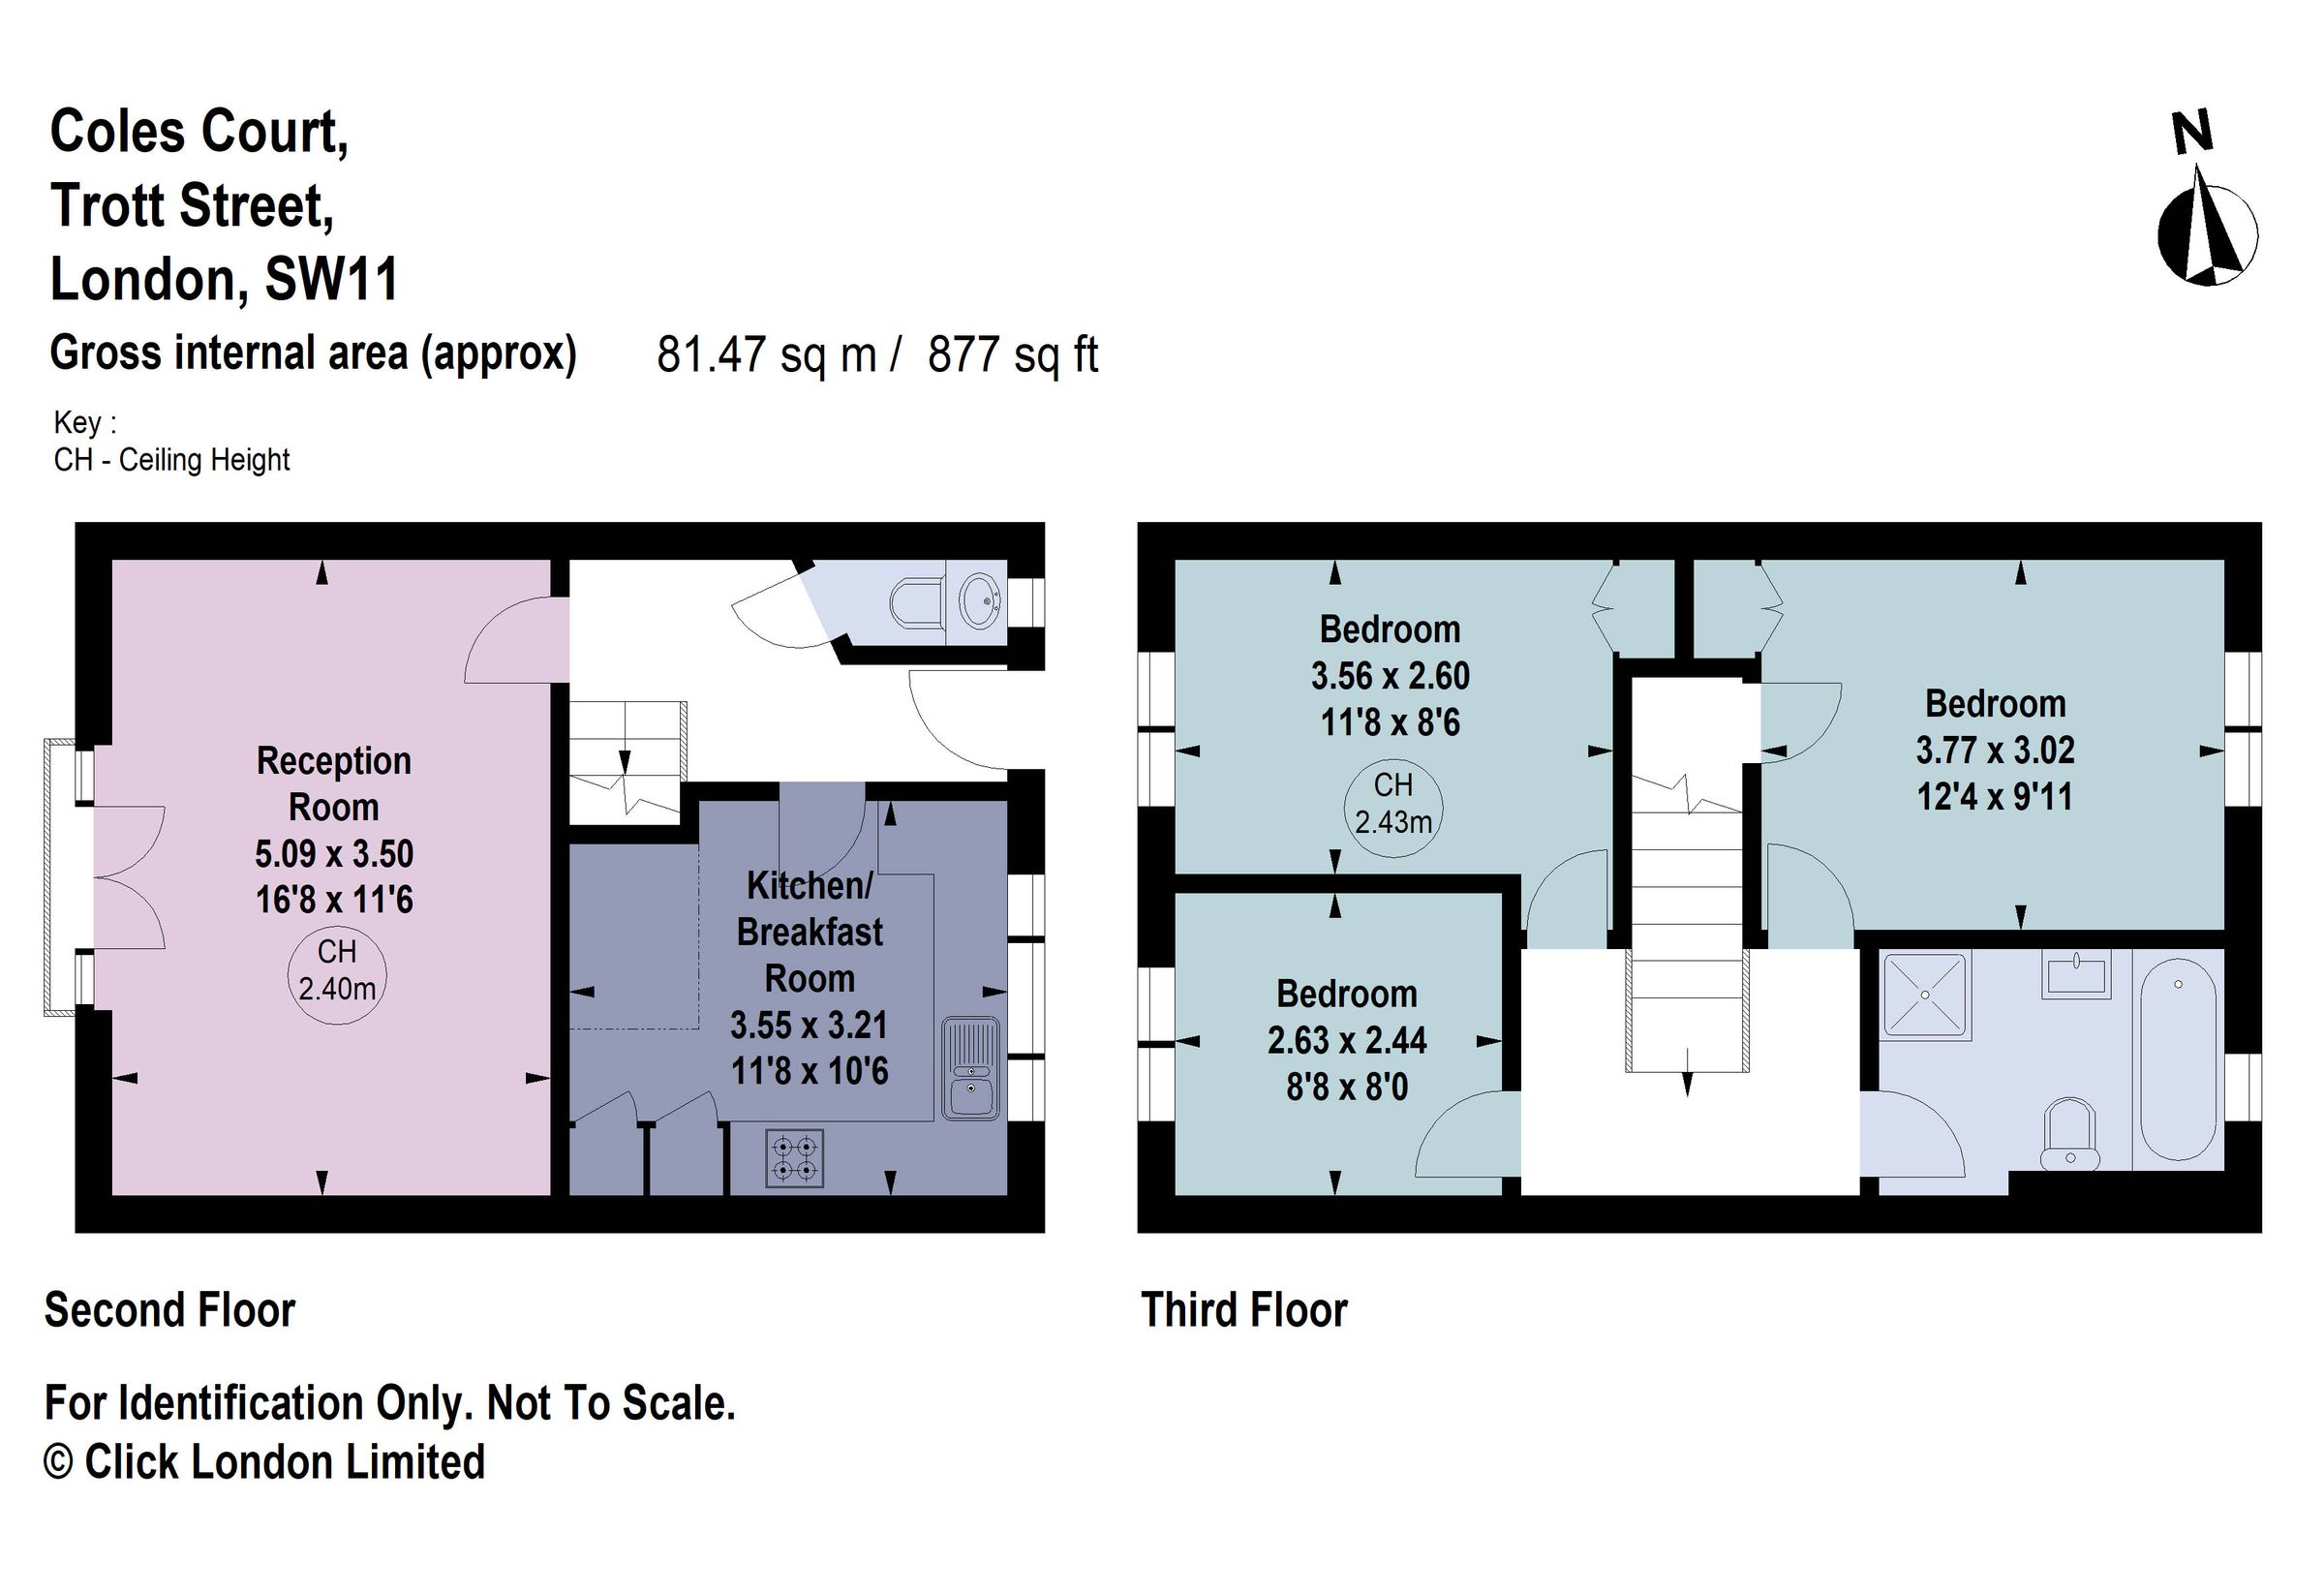 Coles Court,
Trott Street,
London, SW11
Gross internal area (approx) 81.47 sq m / 877 sq ft
Key :
CH - Ceiling Height
N
Reception
Room
5.09 x 3.50
16'8 x 11'6
CH
2.40m
Kitchen/
Breakfast
Room
3.55 x 3.21
11'8 x 10'6
Bedroom
3.56 x 2.60
11'8 x 8'6
CH
2.43m
Bedroom
3.77 x 3.02
12'4 x 9'11
Bedroom
2.63 x 2.44
8'8 x 8'0
Second Floor
Third Floor
For Identification Only. Not To Scale.
© Click London Limited